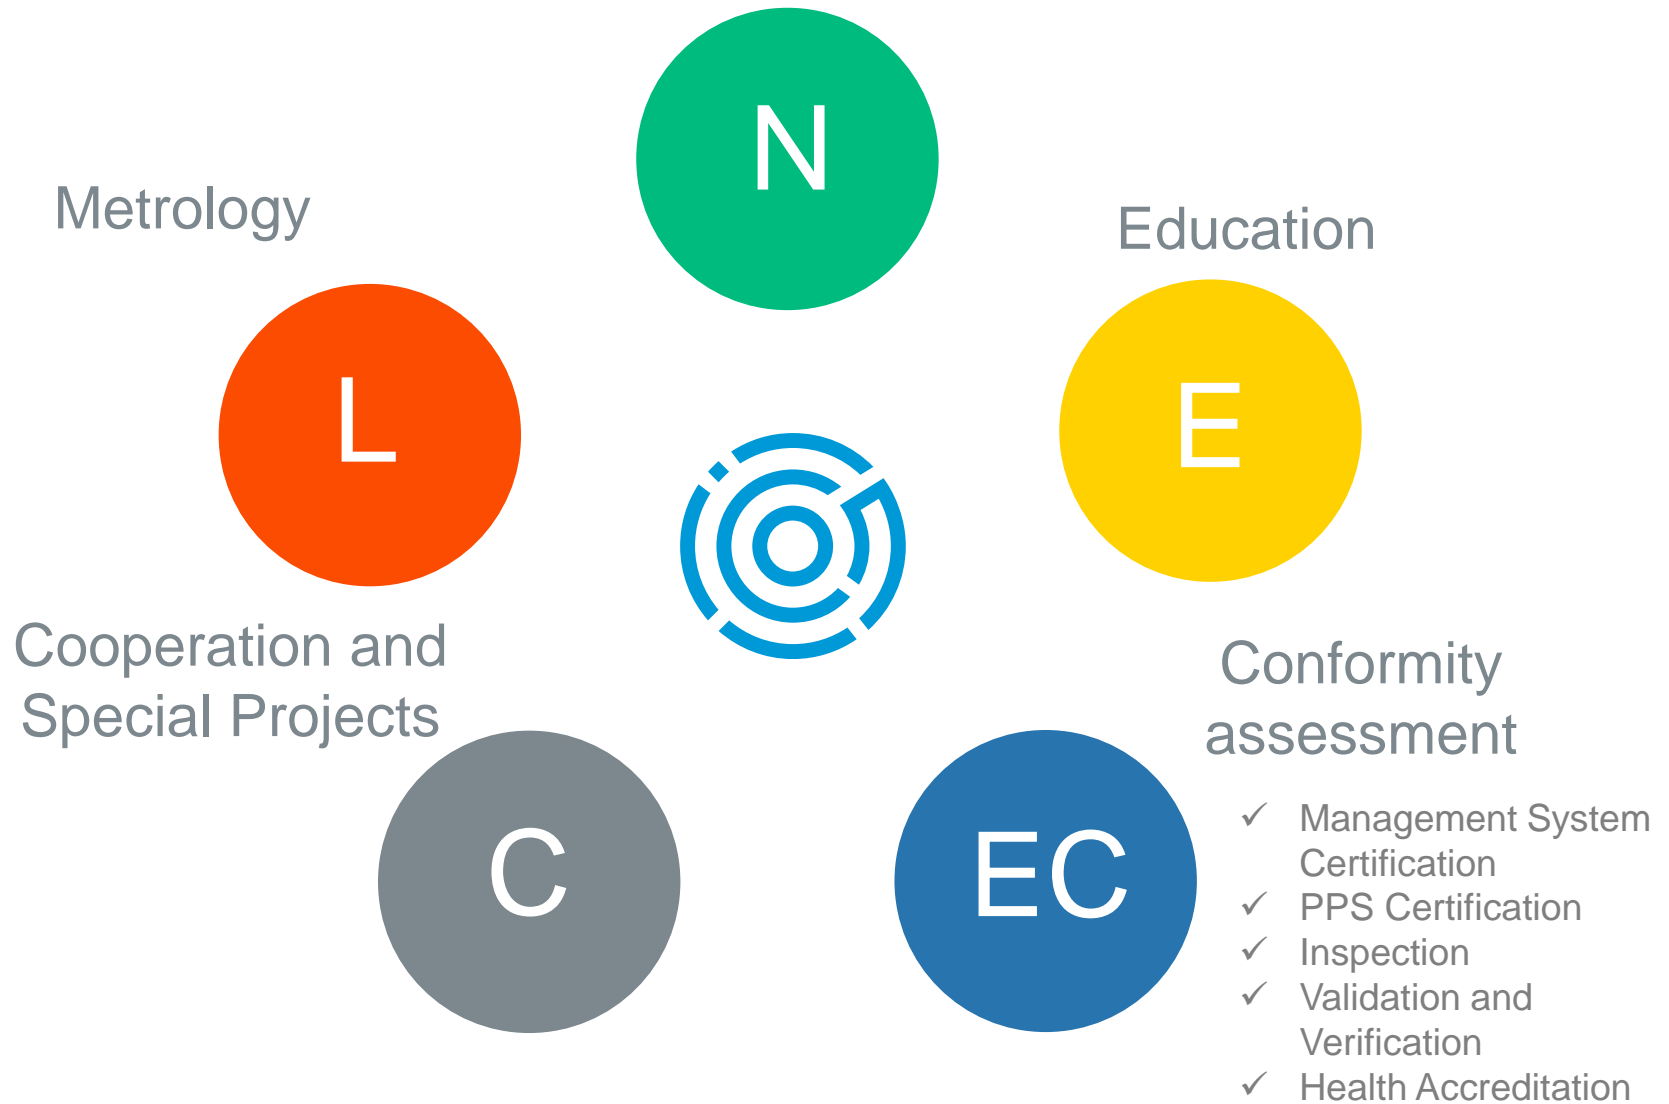 N
Metrology
Education
L
E
Cooperation and
Special Projects
Conformity
assessment
C
EC
✓ Management System
Certification
✓ PPS Certification
✓ Inspection
✓ Validation and
Verification
✓ Health Accreditation